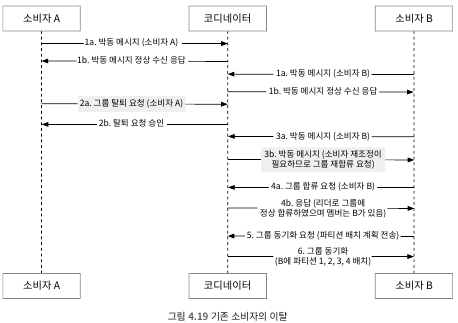 소비자 A
코디네이터
소비자 B
1a. 박동 메시지 (소비자 A)
1b. 박동 메시지 정상 수신 응답
1a. 박동 메시지 (소비자 B)
1b. 박동 메시지 정상 수신 응답
2a. 그룹 탈퇴 요청 (소비자 A)
2b. 탈퇴 요청 승인
3a. 박동 메시지 (소비자 B)
3b. 박동 메시지 (소비자 재조정이
필요하므로 그룹 재합류 요청)
4a. 그룹 합류 요청 (소비자 B)
4b. 응답 (리더로 그룹에
정상 합류하였으며 멤버는 B가 있음)
5. 그룹 동기화 요청 (파티션 배치 계획 전송)
6. 그룹 동기화
(B에 파티션 1, 2, 3, 4 배치)
소비자 A
코디네이터
소비자 B
그림 4.19 기존 소비자의 이탈